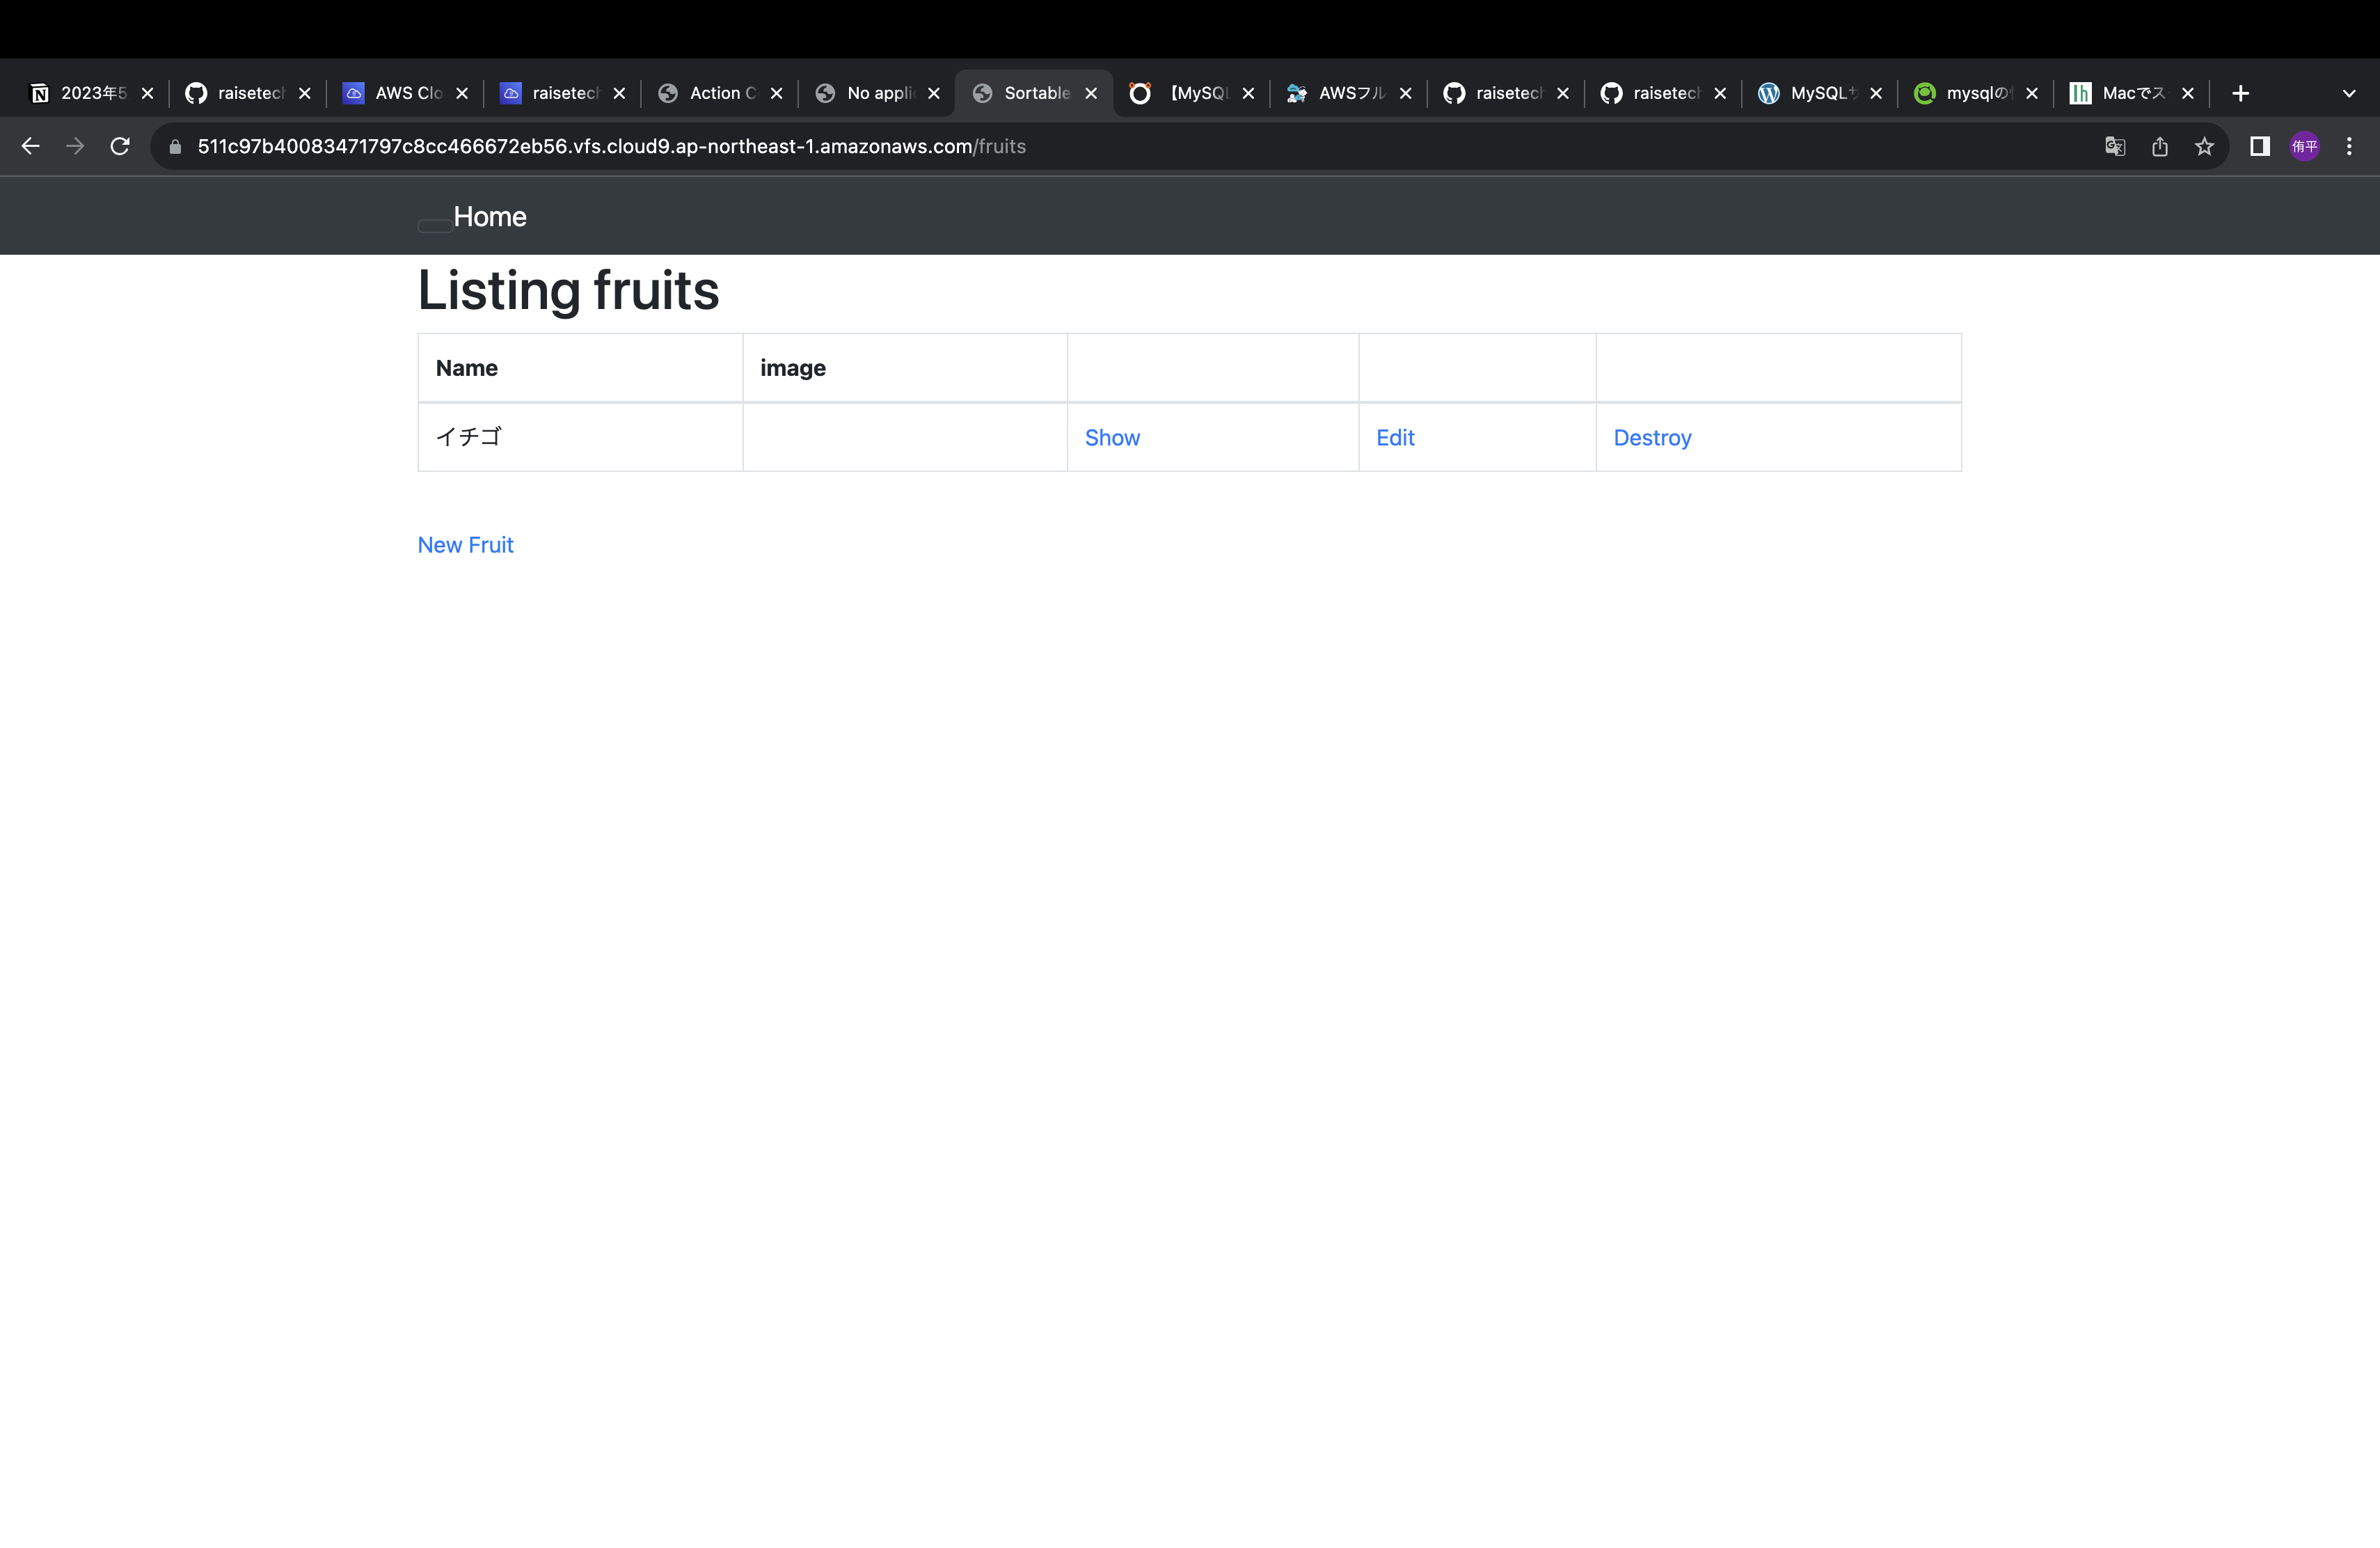 2023年5
raisetech
AWS Clo
raisetech
Action C
No appli
Sortable
【MySQL
AWSフル
raisetech
raisetech
MySQLサ
mysqlの
Macでス
511c97b40083471797c8cc466672eb56.vfs.cloud9.ap-northeast-1.amazonaws.com/fruits
侑平
Home
Listing fruits
Name image
イチゴ Show Edit Destroy
New Fruit